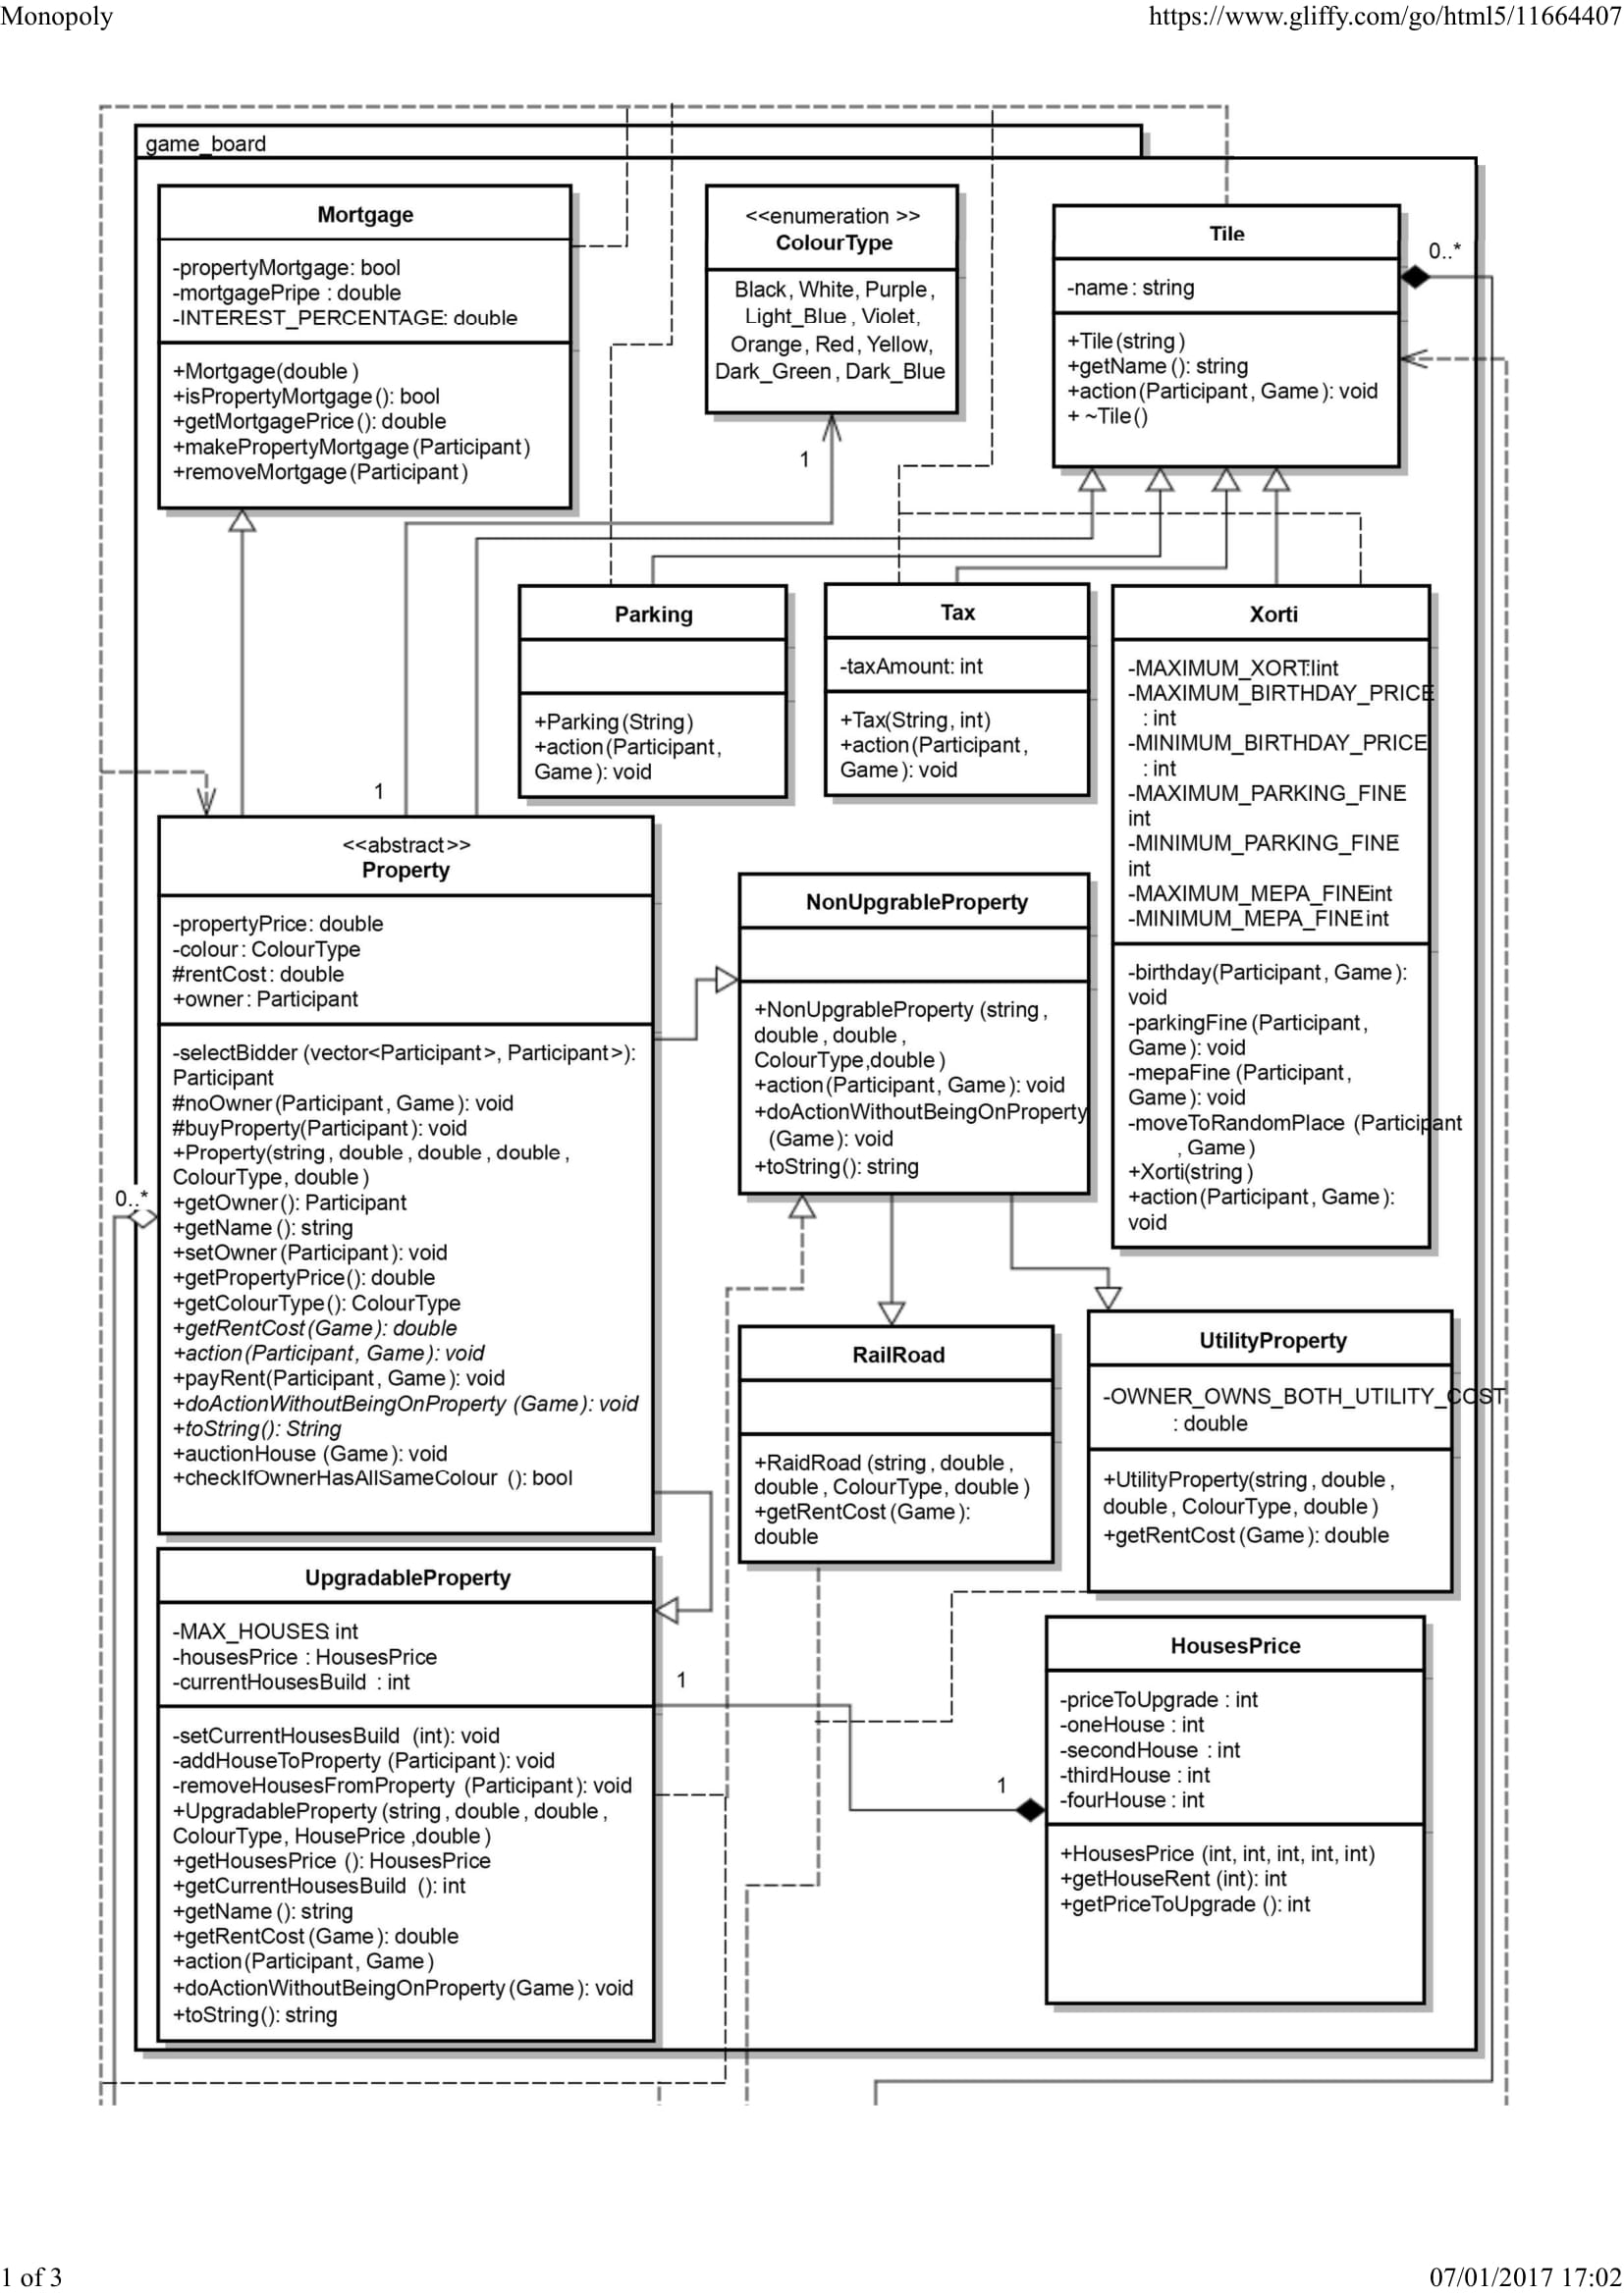 Monopoly
https://www.gliffy.com/go/html5/11664407
game_board
Mortgage
-propertyMortgage: bool
-mortgagePripe : double
-INTEREST_PERCENTAGE: double
+Mortgage(double)
+isPropertyMortgage(): bool
+getMortgagePrice(): double
+makePropertyMortgage(Participant)
+removeMortgage(Participant)
<<enumeration >>
ColourType
Black, White, Purple,
Light_Blue , Violet,
Orange, Red, Yellow,
Dark_Green , Dark_Blue
1
Tile
-name: string
+Tile(string)
+getName(): string
+action(Participant, Game): void
+ ~Tile()
0..*
Parking
+Parking(String)
+action(Participant,
Game): void
Tax
-taxAmount: int
+Tax(String, int)
+action(Participant,
Game): void
Xorti
-MAXIMUM_XORTI:int
-MAXIMUM_BIRTHDAY_PRICE
: int
-MINIMUM_BIRTHDAY_PRICE
: int
-MAXIMUM_PARKING_FINE
int
-MINIMUM_PARKING_FINE
int
-MAXIMUM_MEPA_FINE:int
-MINIMUM_MEPA_FINE: int
-birthday(Participant, Game):
void
-parkingFine (Participant,
Game): void
-mepaFine (Participant,
Game): void
-moveToRandomPlace (Participant
, Game)
+Xorti(string)
+action(Participant, Game):
void
1
<<abstract>>
Property
-propertyPrice: double
-colour: ColourType
#rentCost: double
+owner: Participant
-selectBidder (vector<Participant>, Participant>):
Participant
#noOwner(Participant, Game): void
#buyProperty(Participant): void
+Property(string, double, double, double,
ColourType, double)
+getOwner(): Participant
+getName(): string
+setOwner(Participant): void
+getPropertyPrice(): double
+getColourType(): ColourType
+getRentCost(Game): double
+action(Participant, Game): void
+payRent(Participant, Game): void
+doActionWithoutBeingOnProperty (Game): void
+toString(): String
+auctionHouse (Game): void
+checkIfOwnerHasAllSameColour (): bool
0..*
NonUpgrableProperty
+NonUpgrableProperty (string,
double, double,
ColourType,double)
+action(Participant, Game): void
+doActionWithoutBeingOnProperty
(Game): void
+toString(): string
RailRoad
+RaidRoad (string, double,
double, ColourType, double)
+getRentCost(Game):
double
UtilityProperty
-OWNER_OWNS_BOTH_UTILITY_COST
: double
+UtilityProperty(string, double,
double, ColourType, double)
+getRentCost(Game): double
UpgradableProperty
-MAX_HOUSES: int
-housesPrice : HousesPrice
-currentHousesBuild : int
-setCurrentHousesBuild (int): void
-addHouseToProperty (Participant): void
-removeHousesFromProperty (Participant): void
+UpgradableProperty (string, double, double,
ColourType, HousePrice ,double)
+getHousesPrice (): HousesPrice
+getCurrentHousesBuild (): int
+getName(): string
+getRentCost(Game): double
+action(Participant, Game)
+doActionWithoutBeingOnProperty(Game): void
+toString(): string
1
1
HousesPrice
-priceToUpgrade : int
-oneHouse : int
-secondHouse : int
-thirdHouse : int
-fourHouse : int
+HousesPrice (int, int, int, int, int)
+getHouseRent (int): int
+getPriceToUpgrade (): int
1 of 3
07/01/2017 17:02